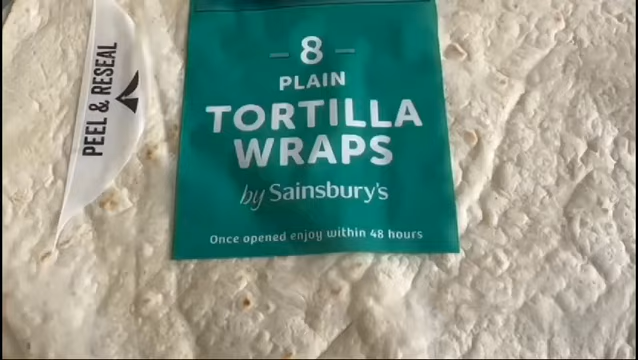 PEEL & RESEAL
8
PLAIN
TORTILLA
WRAPS
by Sainsbury's
Once opened enjoy within 48 hours